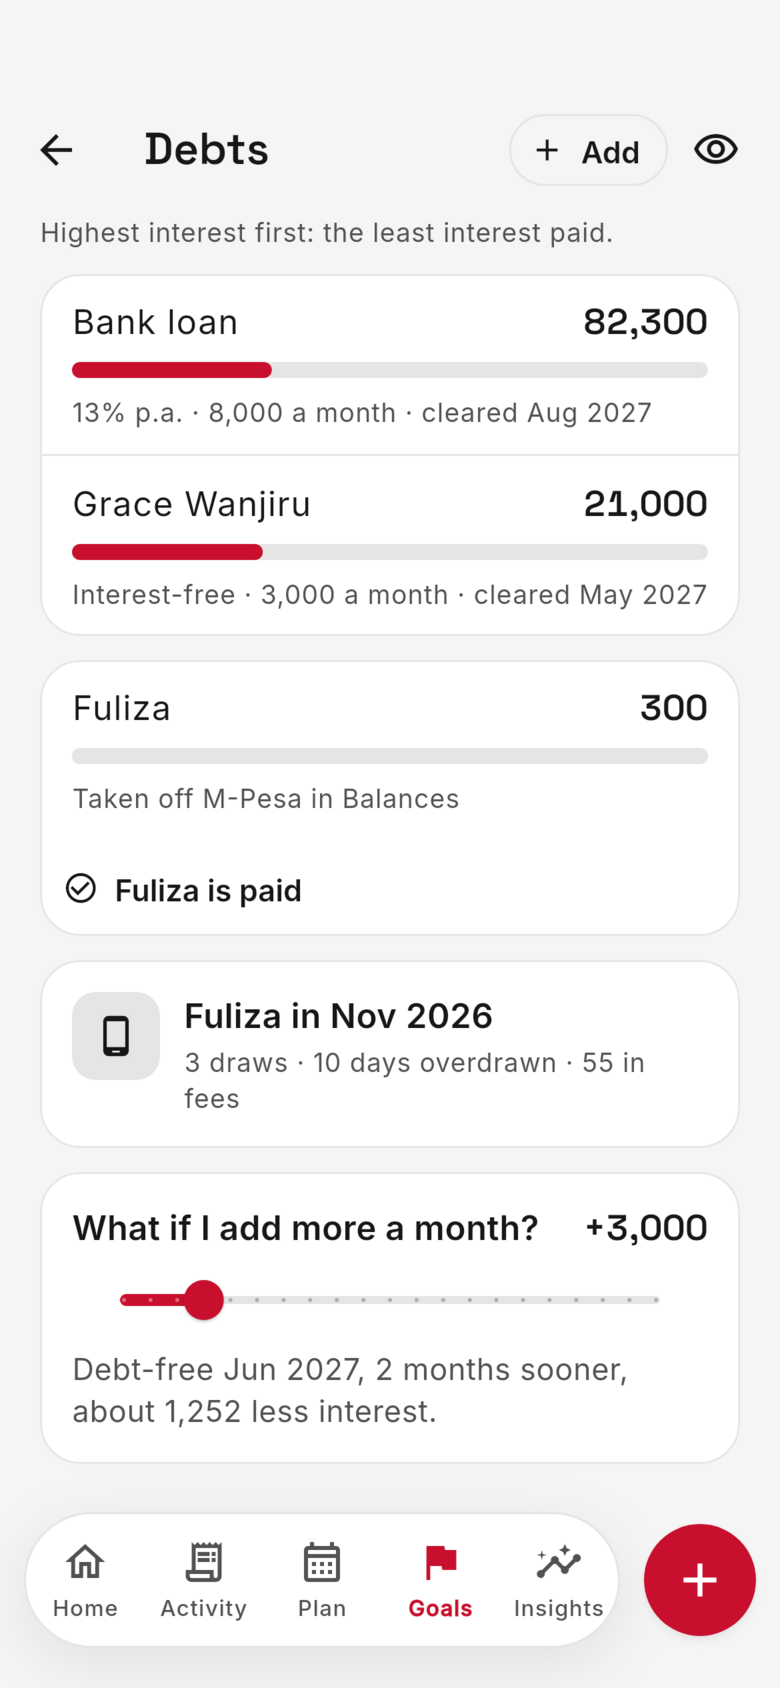 Debts
+ Add
Highest interest first: the least interest paid.
Bank loan 82,300
13% p.a. · 8,000 a month · cleared Aug 2027
Grace Wanjiru 21,000
Interest-free · 3,000 a month · cleared May 2027
Fuliza 300
Taken off M-Pesa in Balances
Fuliza is paid
Fuliza in Nov 2026
3 draws · 10 days overdrawn · 55 in
fees
What if I add more a month? +3,000
Debt-free Jun 2027, 2 months sooner,
about 1,252 less interest.
Home Activity Plan Goals Insights